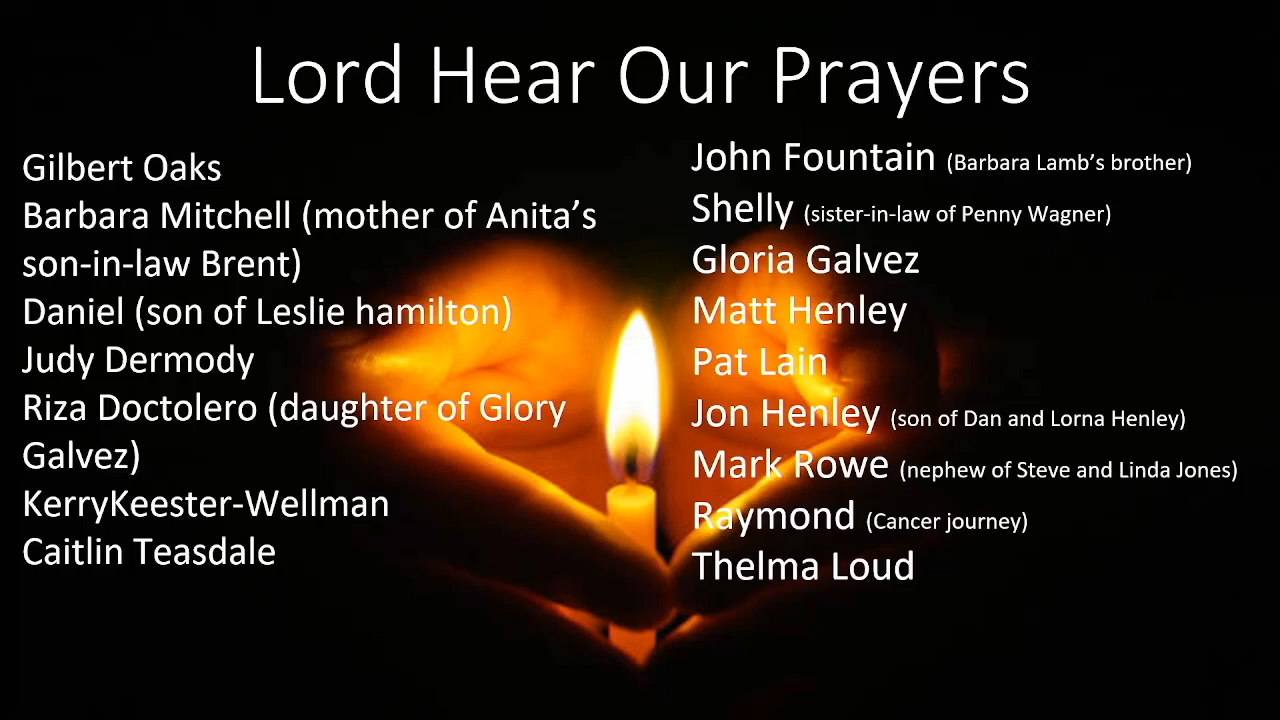 Lord Hear Our Prayers
Gilbert Oaks
Barbara Mitchell (mother of Anita’s
son-in-law Brent)
Daniel (son of Leslie hamilton)
Judy Dermody
Riza Doctolero (daughter of Glory
Galvez)
KerryKeester-Wellman
Caitlin Teasdale
John Fountain (Barbara Lamb’s brother)
Shelly (sister-in-law of Penny Wagner)
Gloria Galvez
Matt Henley
Pat Lain
Jon Henley (son of Dan and Lorna Henley)
Mark Rowe (nephew of Steve and Linda Jones)
Raymond (Cancer journey)
Thelma Loud